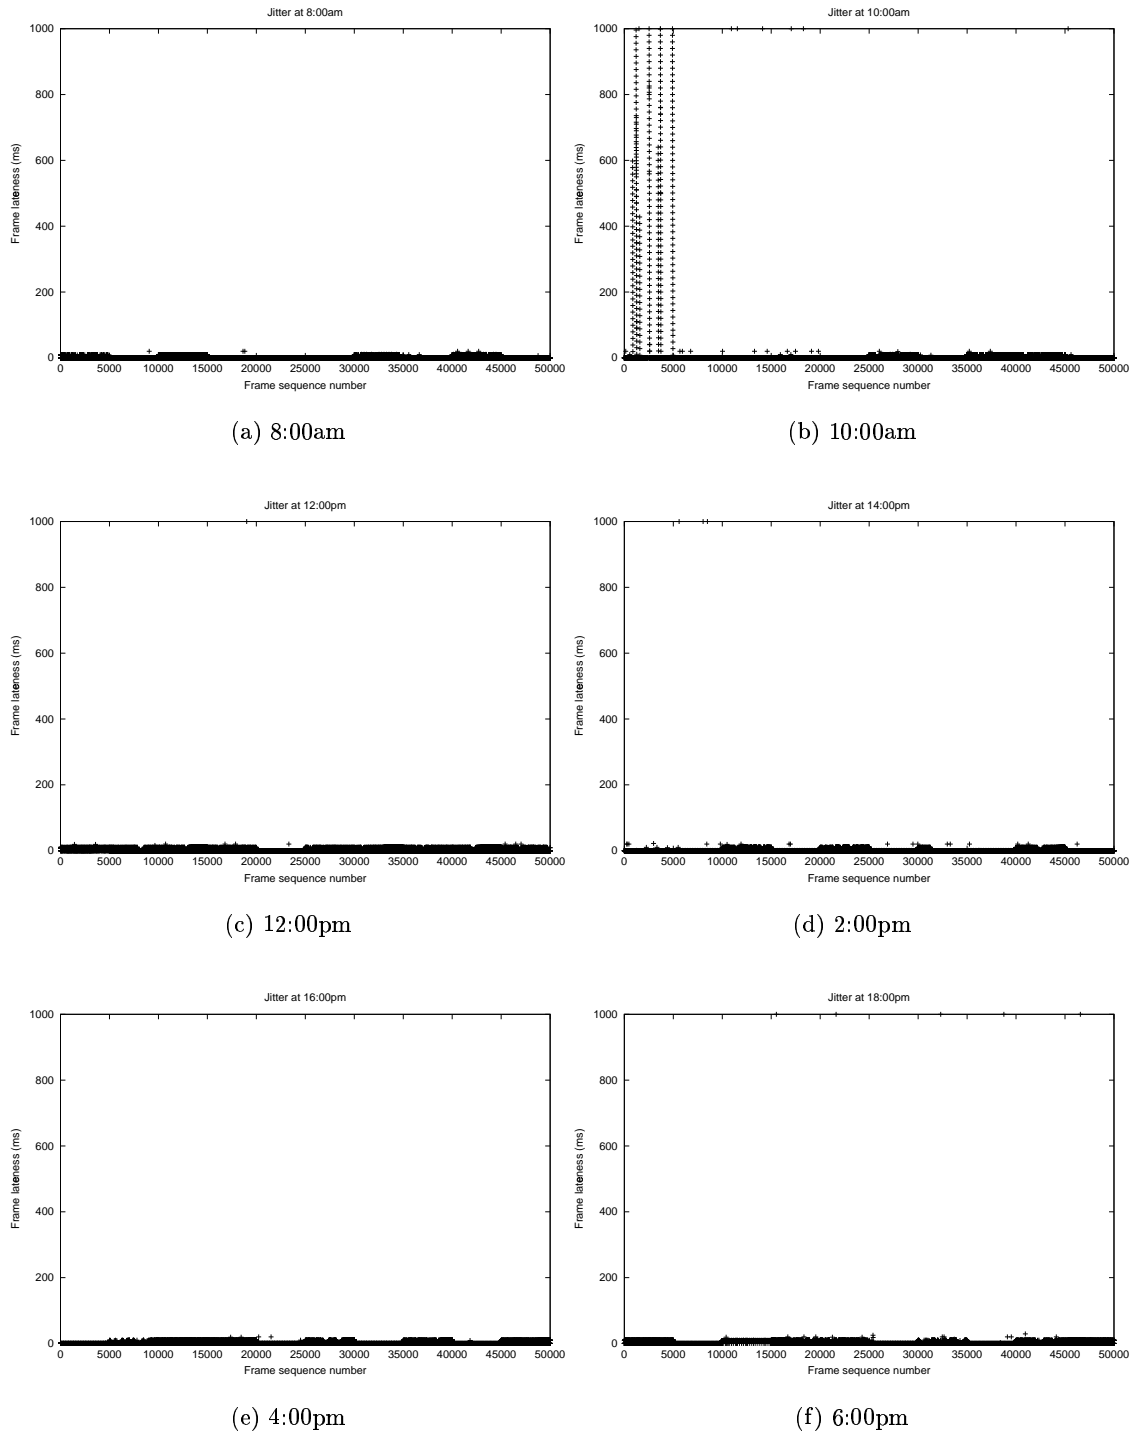 Jitter at 8:00am
1000
800
600
400
200
0
Frame lateness (ms)
0 5000 10000 15000 20000 25000 30000 35000 40000 45000 50000
Frame sequence number
(a) 8:00am
Jitter at 10:00am
1000
800
600
400
200
0
Frame lateness (ms)
0 5000 10000 15000 20000 25000 30000 35000 40000 45000 50000
Frame sequence number
(b) 10:00am
Jitter at 12:00pm
1000
800
600
400
200
0
Frame lateness (ms)
0 5000 10000 15000 20000 25000 30000 35000 40000 45000 50000
Frame sequence number
(c) 12:00pm
Jitter at 14:00pm
1000
800
600
400
200
0
Frame lateness (ms)
0 5000 10000 15000 20000 25000 30000 35000 40000 45000 50000
Frame sequence number
(d) 2:00pm
Jitter at 16:00pm
1000
800
600
400
200
0
Frame lateness (ms)
0 5000 10000 15000 20000 25000 30000 35000 40000 45000 50000
Frame sequence number
(e) 4:00pm
Jitter at 18:00pm
1000
800
600
400
200
0
Frame lateness (ms)
0 5000 10000 15000 20000 25000 30000 35000 40000 45000 50000
Frame sequence number
(f) 6:00pm